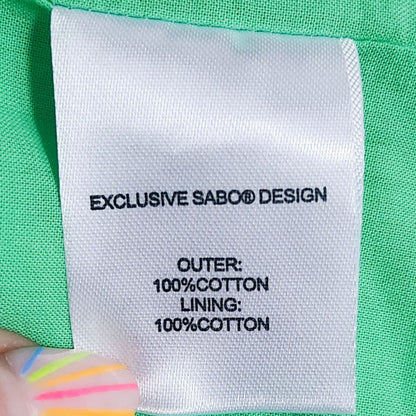 EXCLUSIVE SABO® DESIGN
OUTER:
100%COTTON
LINING:
100%COTTON